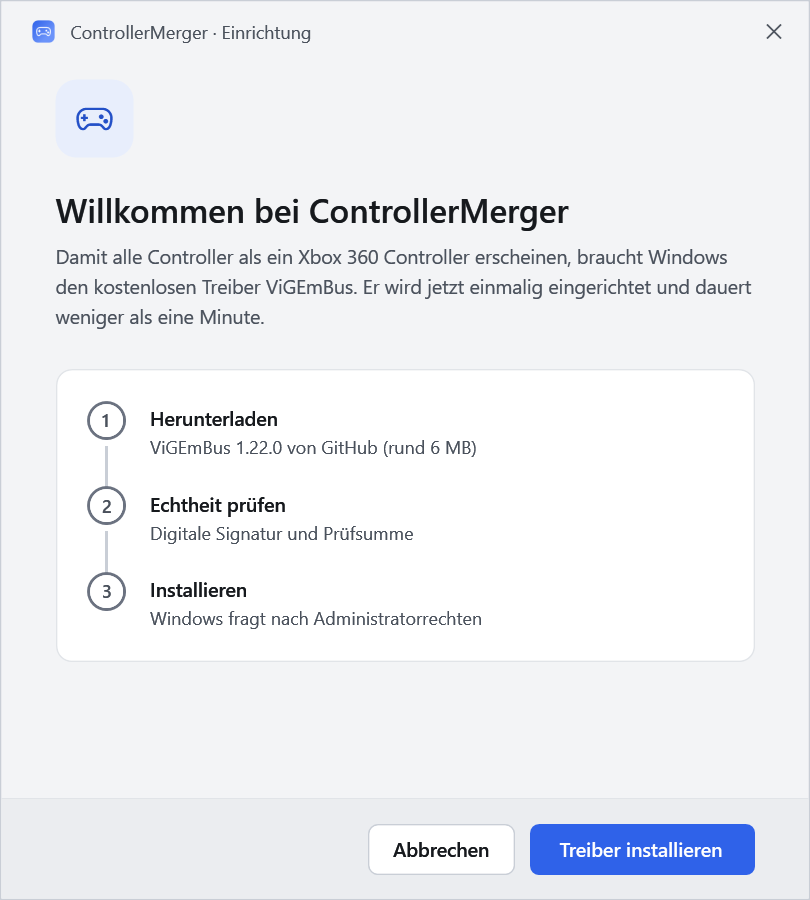 ControllerMerger · Einrichtung
Willkommen bei ControllerMerger
Damit alle Controller als ein Xbox 360 Controller erscheinen, braucht Windows
den kostenlosen Treiber ViGEmBus. Er wird jetzt einmalig eingerichtet und dauert
weniger als eine Minute.
1 Herunterladen
ViGEmBus 1.22.0 von GitHub (rund 6 MB)
2 Echtheit prüfen
Digitale Signatur und Prüfsumme
3 Installieren
Windows fragt nach Administratorrechten
Abbrechen Treiber installieren